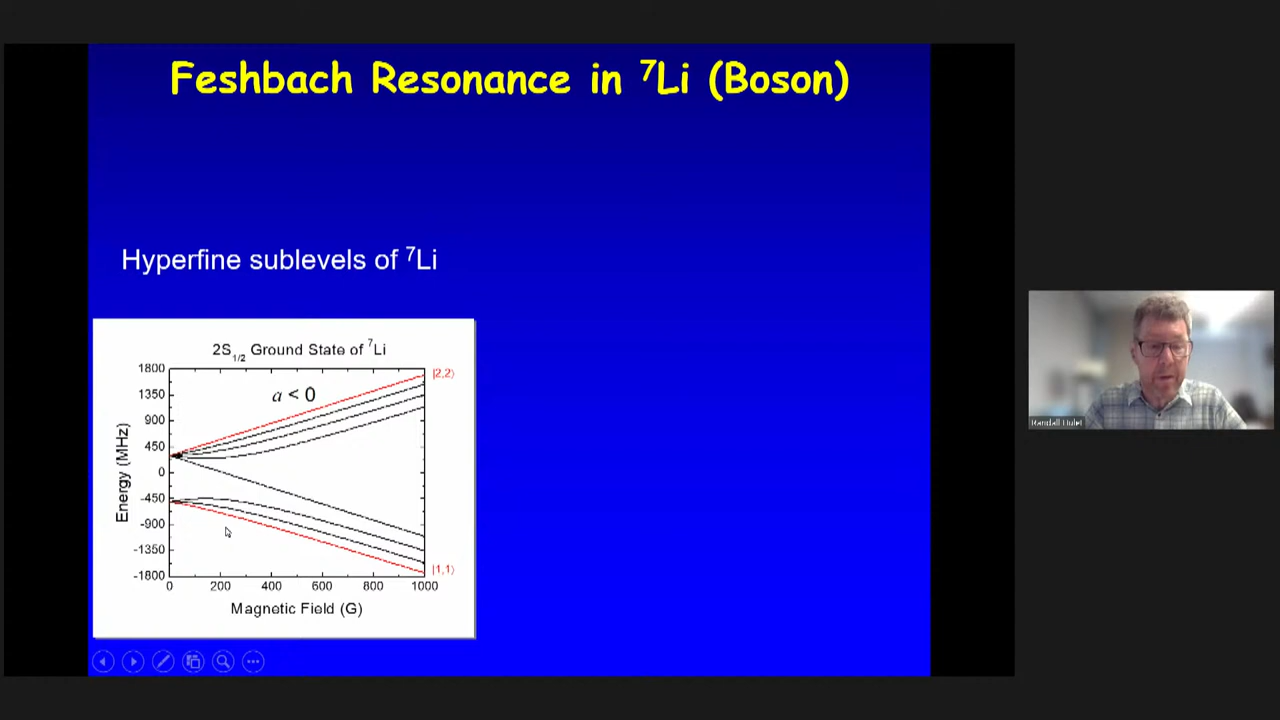 Feshbach Resonance in ⁷Li (Boson)
Hyperfine sublevels of ⁷Li
2S₁/₂ Ground State of ⁷Li
1800
1350
900
450
0
-450
-900
-1350
-1800
Energy (MHz)
a < 0
|2,2⟩
|1,1⟩
0 200 400 600 800 1000
Magnetic Field (G)
Randall Hulet